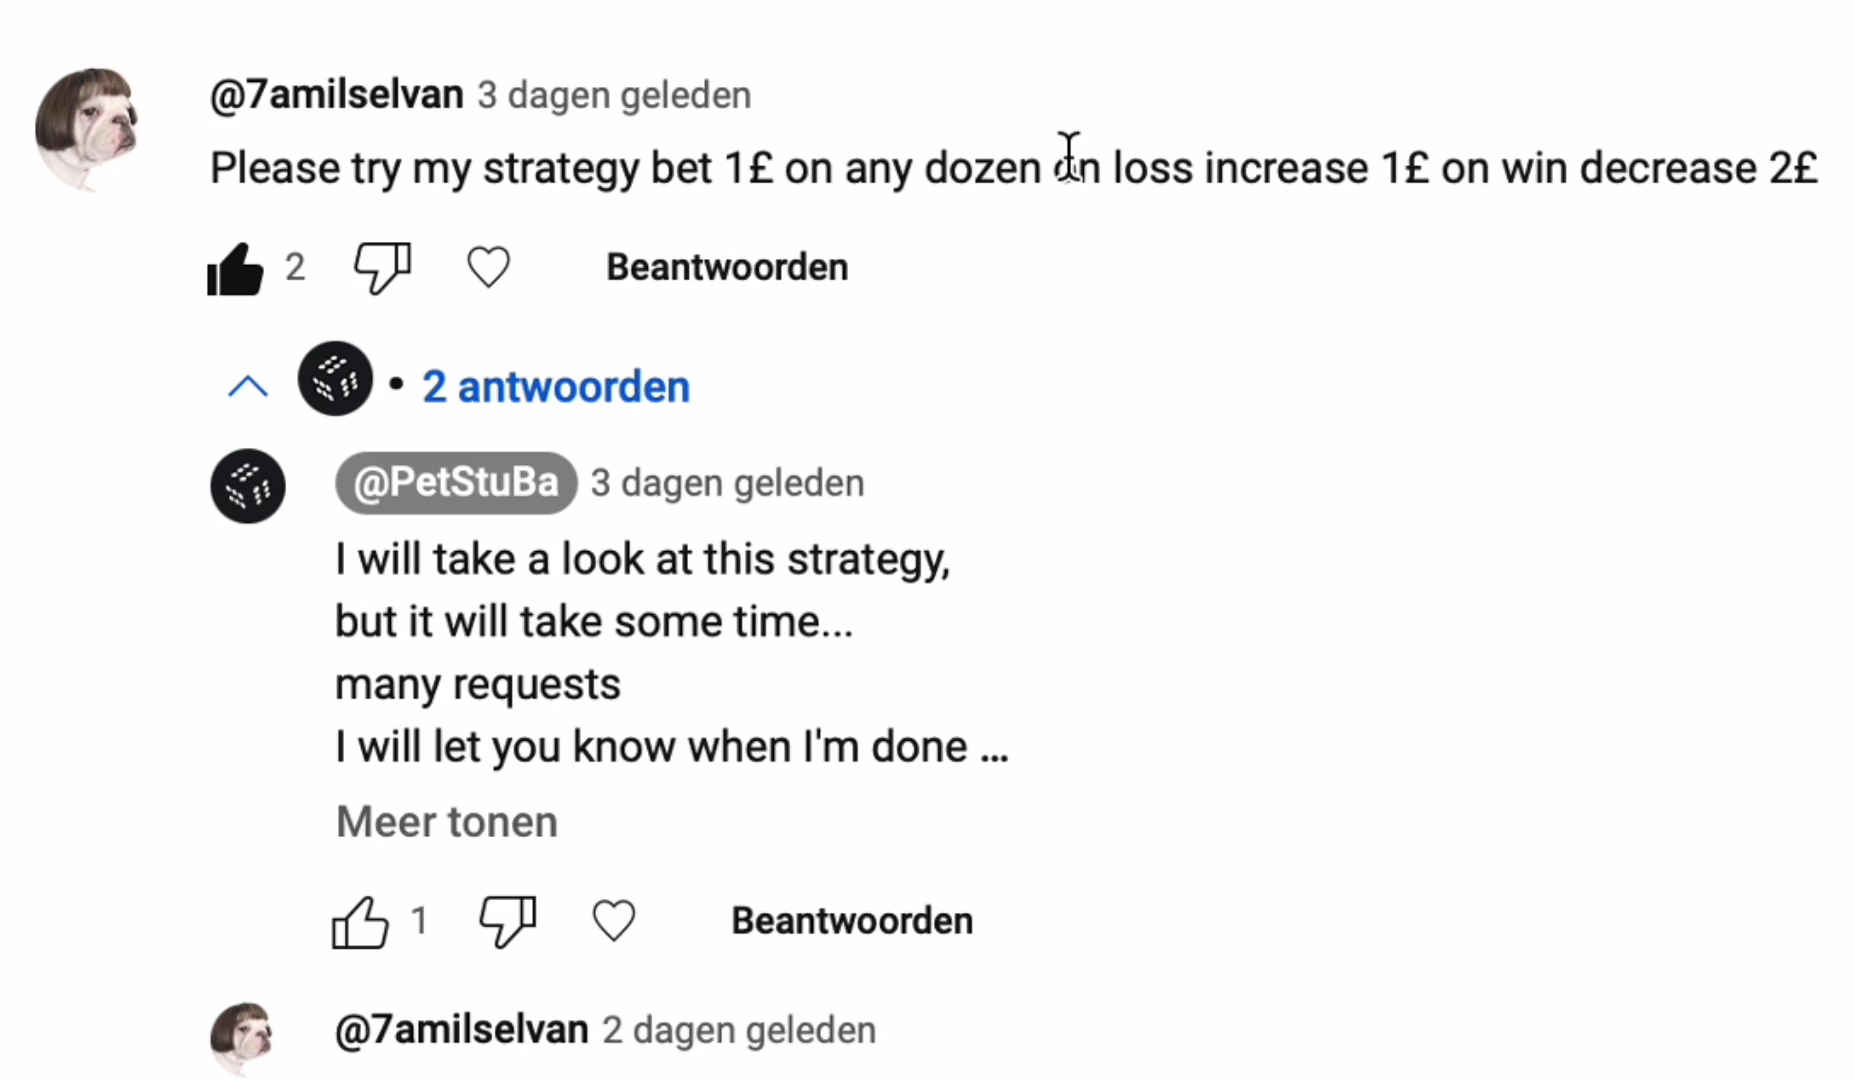 @7amilselvan 3 dagen geleden
Please try my strategy bet 1£ on any dozen on loss increase 1£ on win decrease 2£
2 Beantwoorden
• 2 antwoorden
@PetStuBa 3 dagen geleden
I will take a look at this strategy,
but it will take some time...
many requests
I will let you know when I'm done ...
Meer tonen
1 Beantwoorden
@7amilselvan 2 dagen geleden